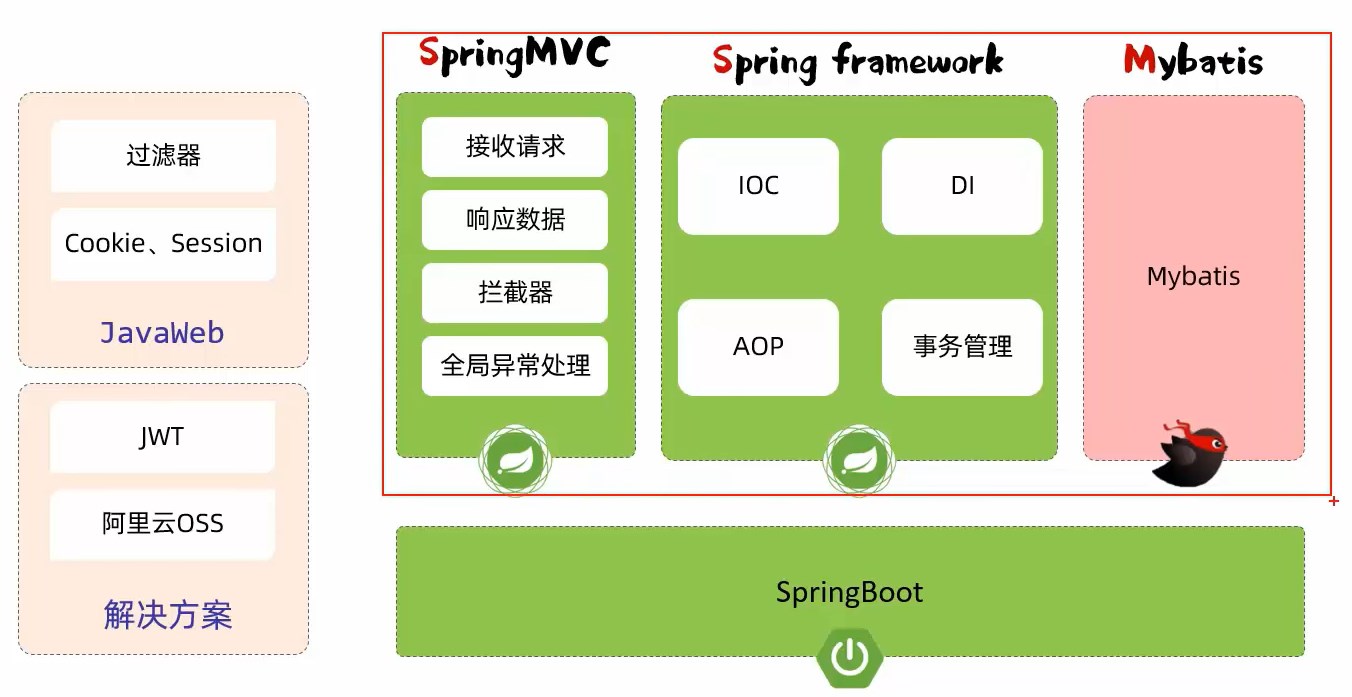 过滤器
Cookie、Session
JavaWeb
JWT
阿里云OSS
解决方案
SpringMVC
接收请求
响应数据
拦截器
全局异常处理
Spring framework
IOC
DI
AOP
事务管理
Mybatis
Mybatis
SpringBoot